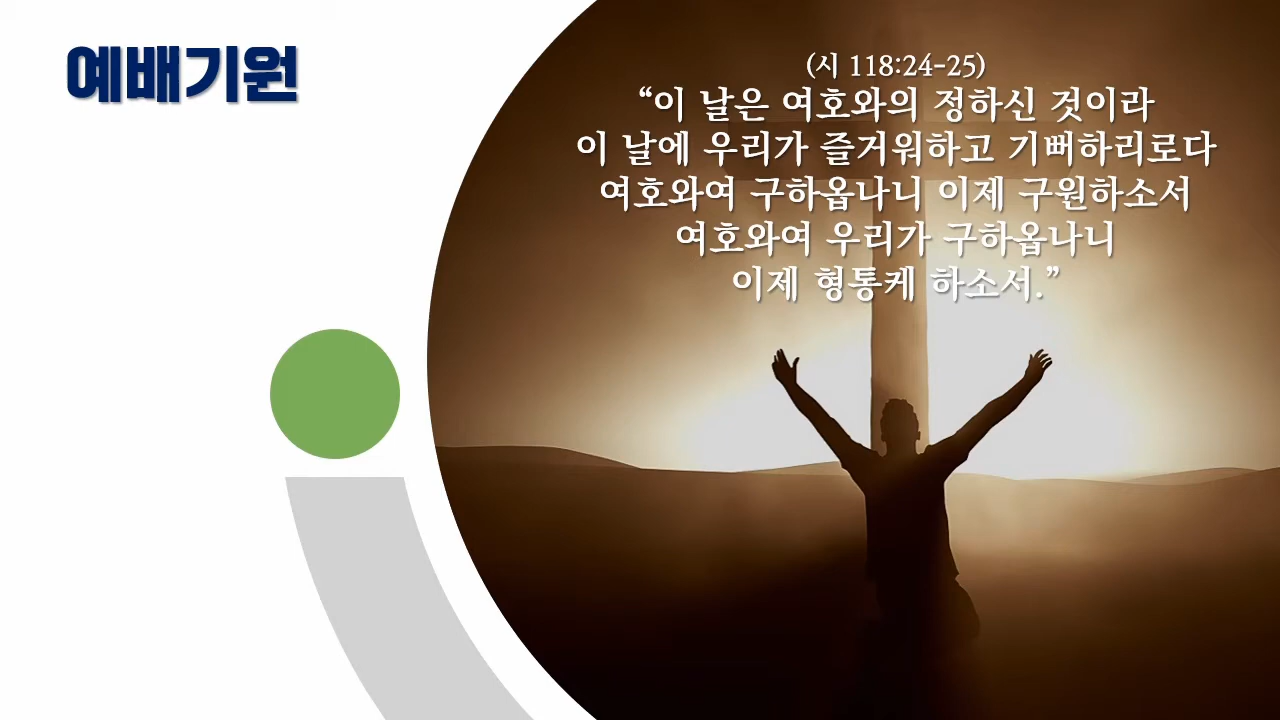 예배기원
(시 118:24-25)
“이 날은 여호와의 정하신 것이라
이 날에 우리가 즐거워하고 기뻐하리로다
여호와여 구하옵나니 이제 구원하소서
여호와여 우리가 구하옵나니
이제 형통케 하소서.”